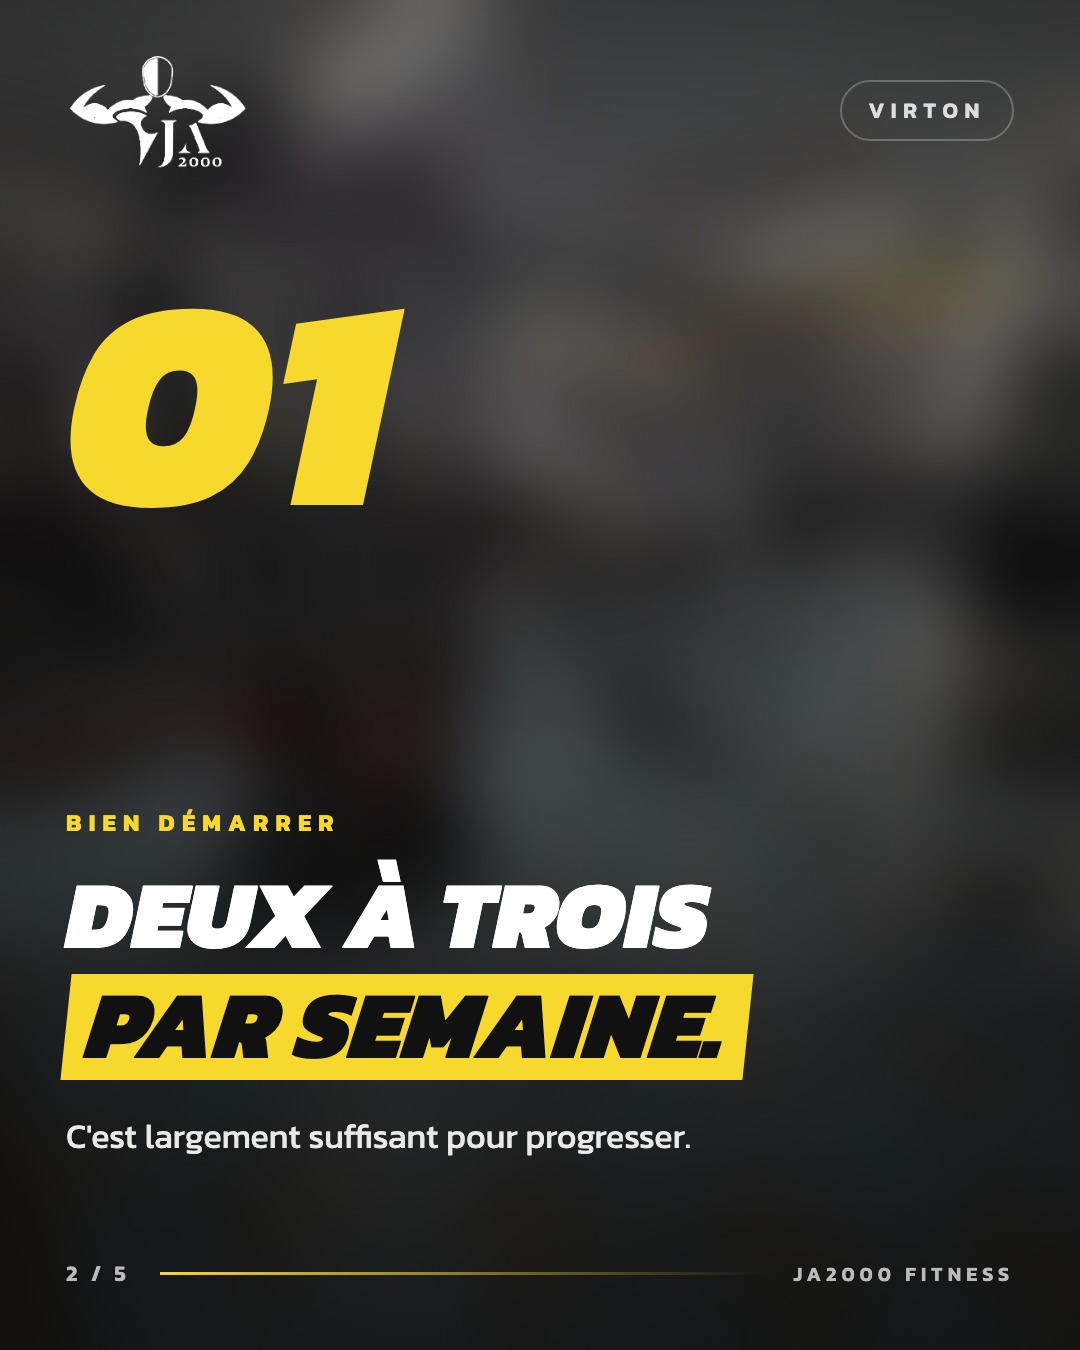 JA
2000
VIRTON
01
BIEN DÉMARRER
DEUX À TROIS
PAR SEMAINE.
C'est largement suffisant pour progresser.
2 / 5
JA2000 FITNESS